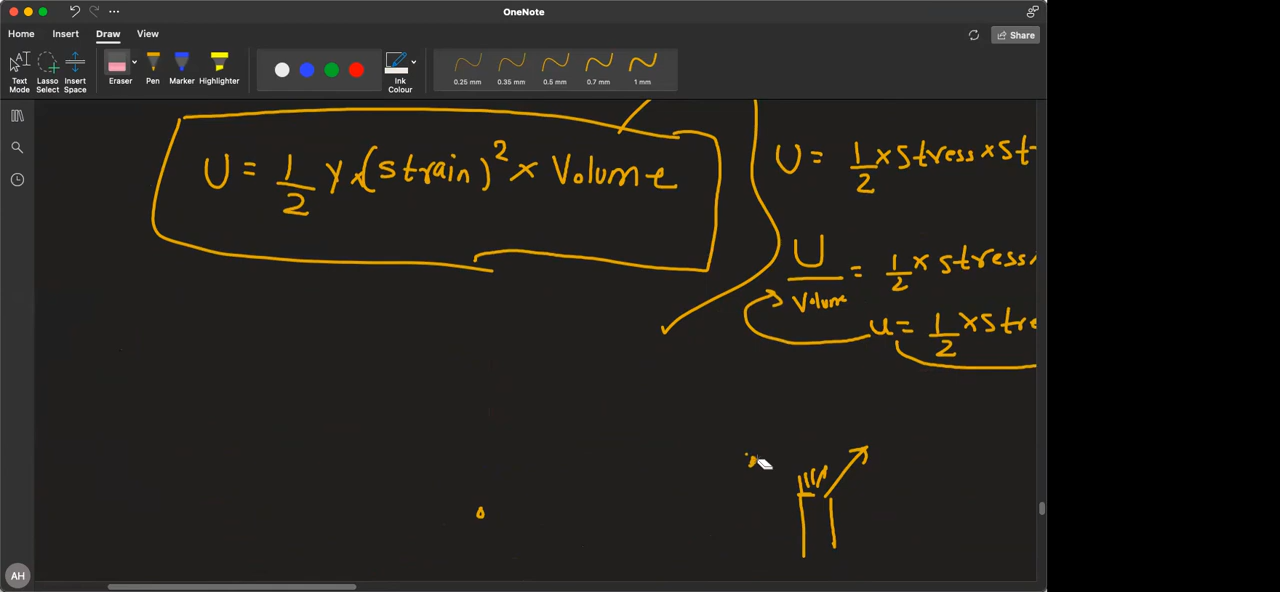 OneNote
Home Insert Draw View
Share
Text Mode
Lasso Select
Insert Space
Eraser
Pen
Marker
Highlighter
Ink Colour
0.25 mm
0.35 mm
0.5 mm
0.7 mm
1 mm
U = 1/2 Y × (Strain)² × Volume
U = 1/2 × Stress × St
U/Volume = 1/2 × stress ×
u = 1/2 × Stre
AH